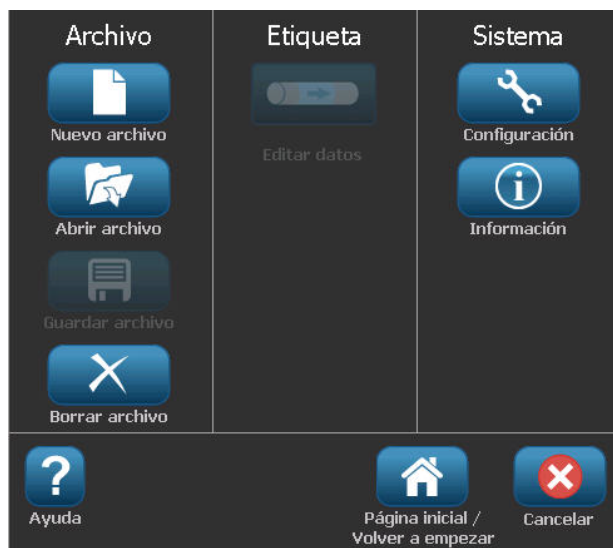 Archivo
Etiqueta
Sistema
Nuevo archivo
Editar datos
Configuración
Abrir archivo
Información
Guardar archivo
Borrar archivo
?
Ayuda
Página inicial /
Volver a empezar
Cancelar